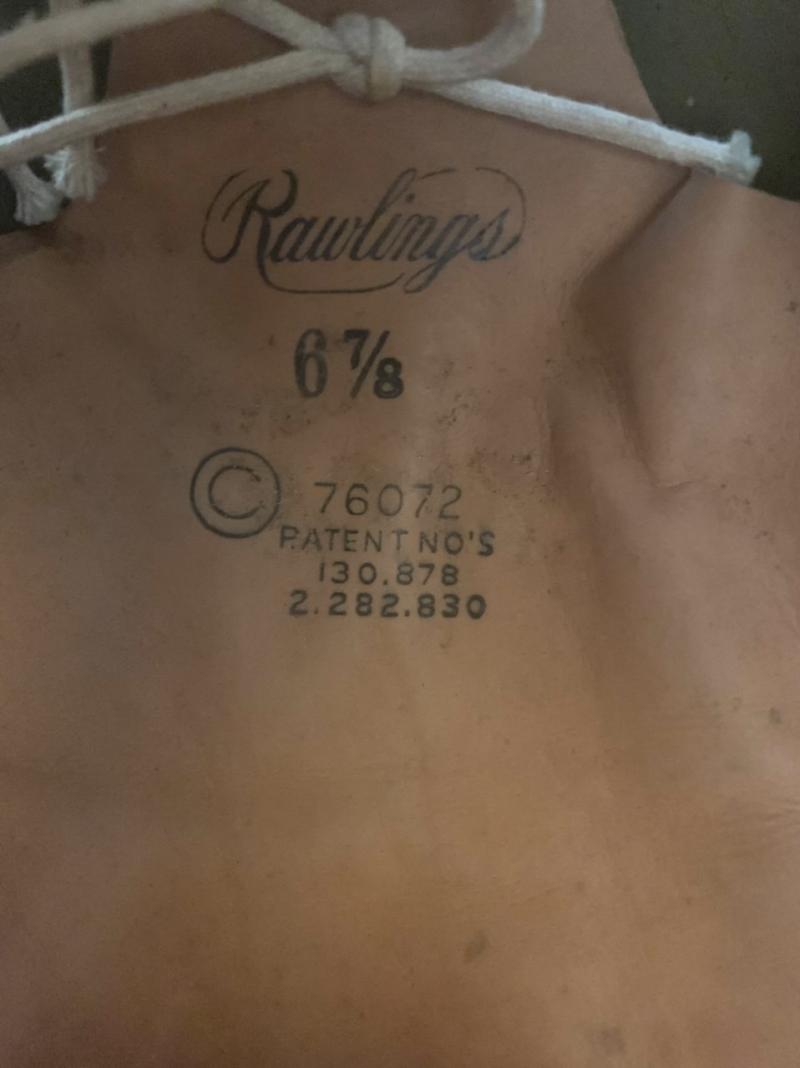 Rawlings
6 7/8
© 76072
PATENT NO'S
130.878
2.282.830